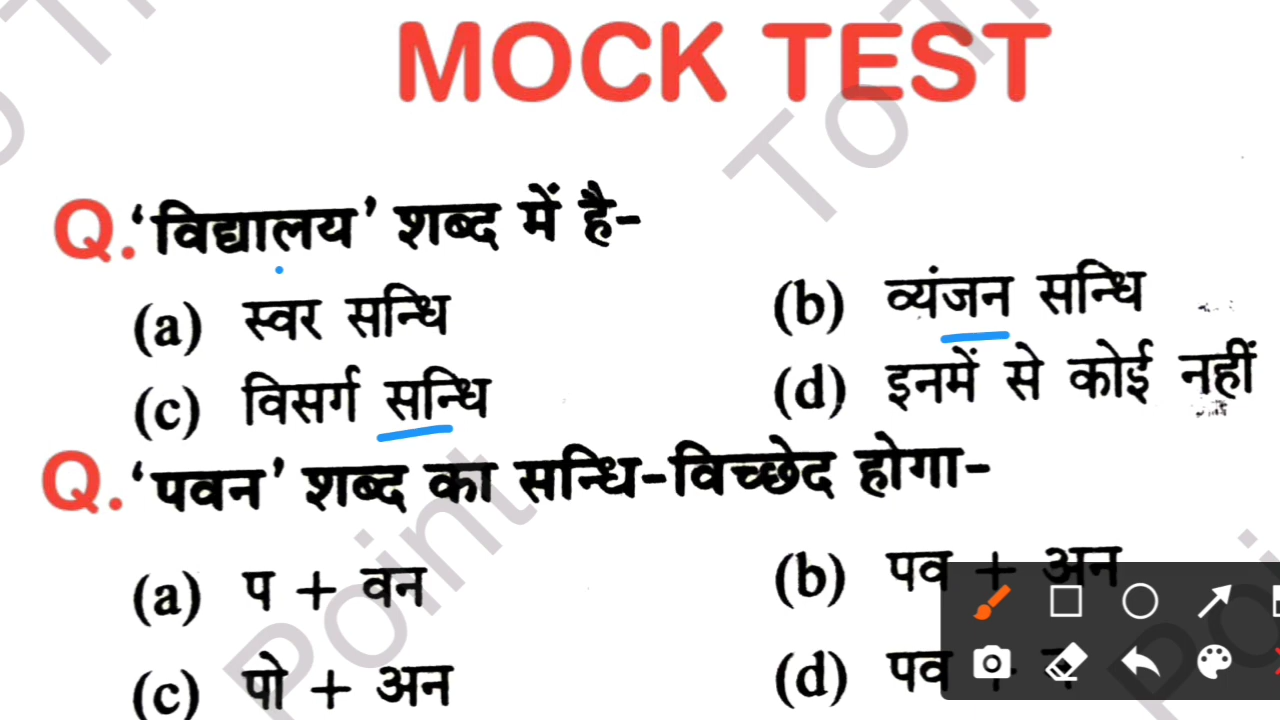 MOCK TEST
Q. ‘विद्यालय’ शब्द में है-
(a) स्वर सन्धि (b) व्यंजन सन्धि
(c) विसर्ग सन्धि (d) इनमें से कोई नहीं
Q. ‘पवन’ शब्द का सन्धि-विच्छेद होगा-
(a) प + वन (b) पव + अन
(c) पो + अन (d) पव +
Point